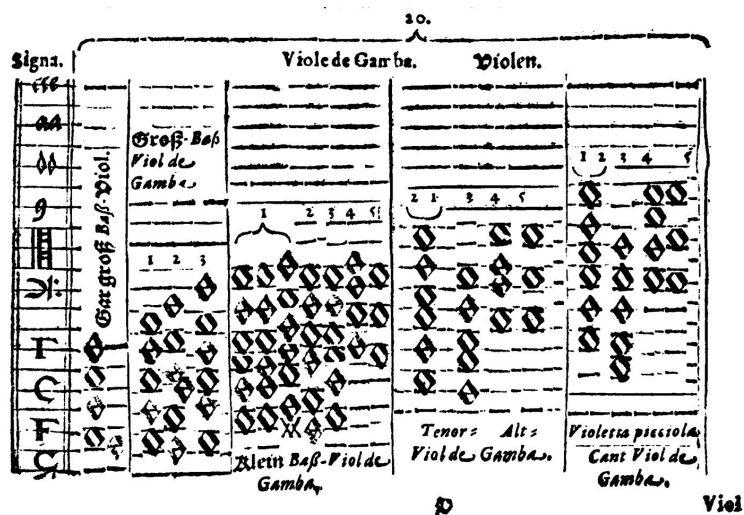 20.
Signa. Viole de Gamba. Violen.
Gar groß Baß-Viol.
Groß-Baß
Viol de
Gamba
1 2 3
1 2 3 4 5
2 1 3 4 5
1 2 3 4 5
Klein Baß-Viol de
Gamba,
Tenor= Alt=
Viol de Gamba.
Violetta picciola
Cant Viol de
Gamba.
Viol